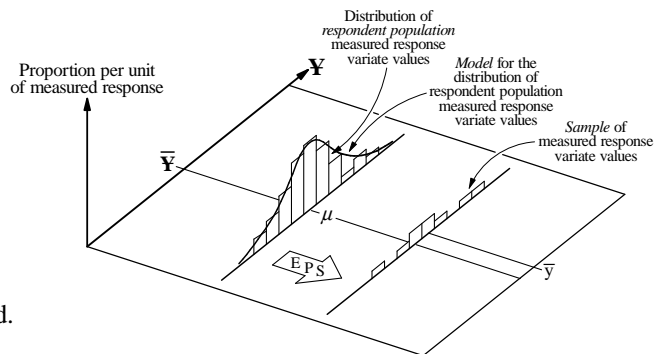 Distribution of
respondent population
measured response
variate values
Proportion per unit
of measured response
Ɏ
Model for the
distribution of
respondent population
measured response
variate values
Sample of
measured response
variate values
Ɏ̅
μ
EPS
y̅
d.